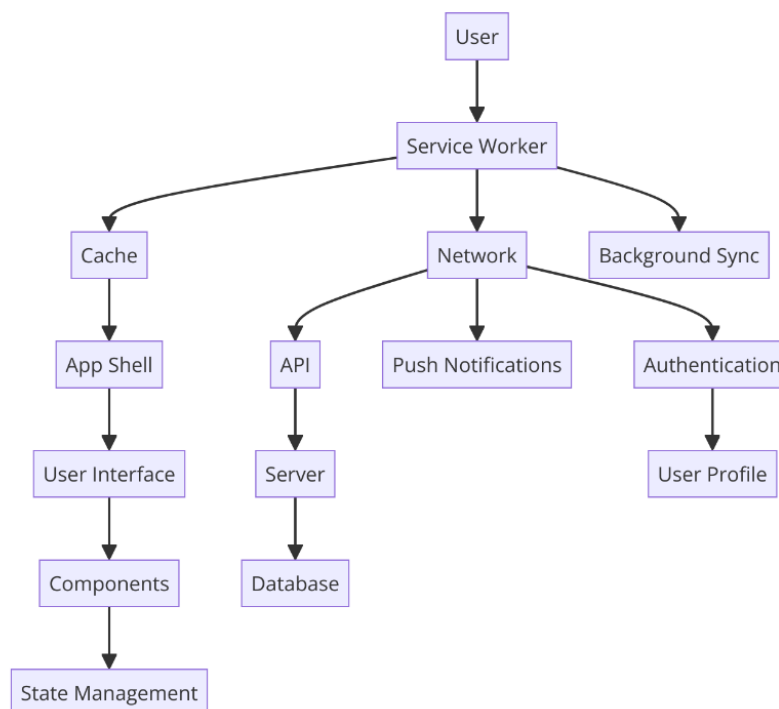 User
Service Worker
Cache
Network
Background Sync
App Shell
API
Push Notifications
Authentication
User Interface
Server
User Profile
Components
Database
State Management